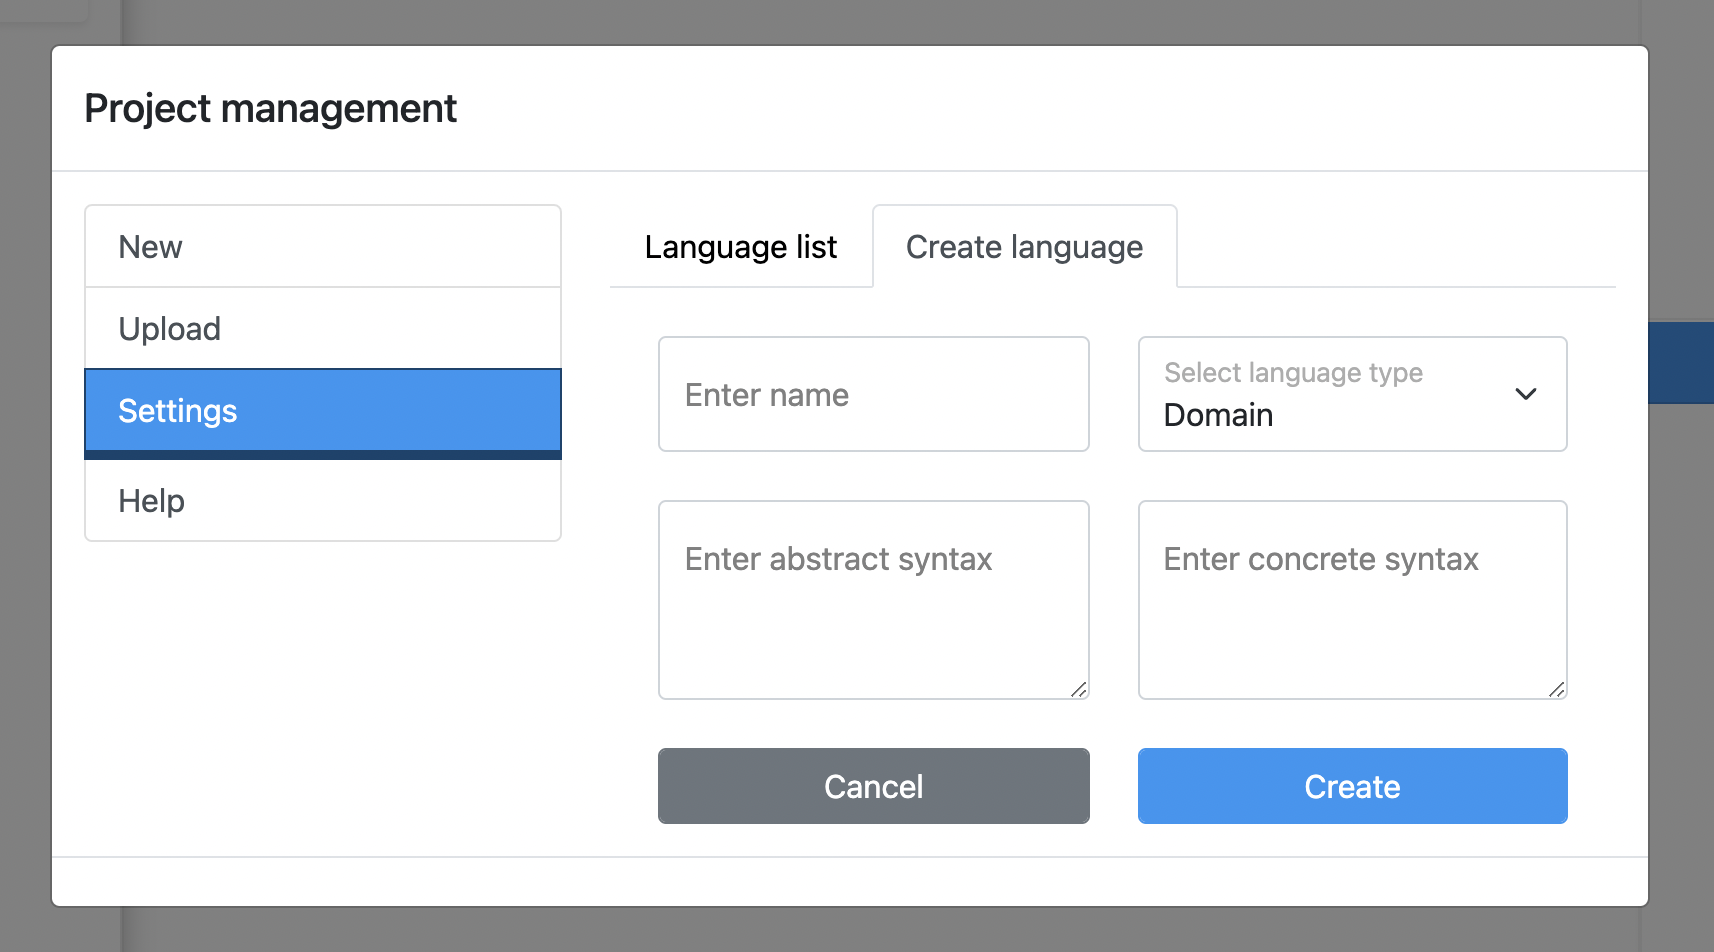 Project management
New
Upload
Settings
Help
Language list
Create language
Enter name
Select language type
Domain
Enter abstract syntax
Enter concrete syntax
Cancel
Create